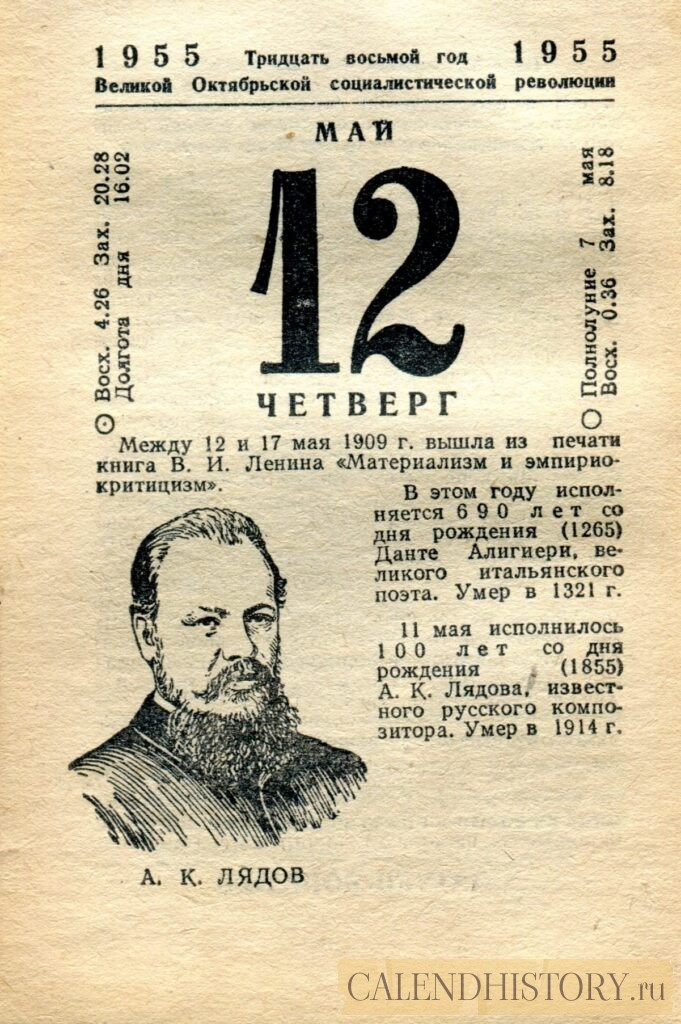 1955 Тридцать восьмой год 1955
Великой Октябрьской социалистической революции
МАЙ
Восх. 4.26 Зах. 20.28
Долгота дня 16.02
12
Полнолуние 7 мая
Восх. 0.36 Зах. 8.18
ЧЕТВЕРГ
Между 12 и 17 мая 1909 г. вышла из печати
книга В. И. Ленина «Материализм и эмпирио-
критицизм».
В этом году испол-
няется 690 лет со
дня рождения (1265)
Данте Алигиери, ве-
ликого итальянского
поэта. Умер в 1321 г.
11 мая исполнилось
100 лет со дня
рождения (1855)
А. К. Лядова, извест-
ного русского компо-
зитора. Умер в 1914 г.
А. К. ЛЯДОВ
CALENDHISTORY.ru